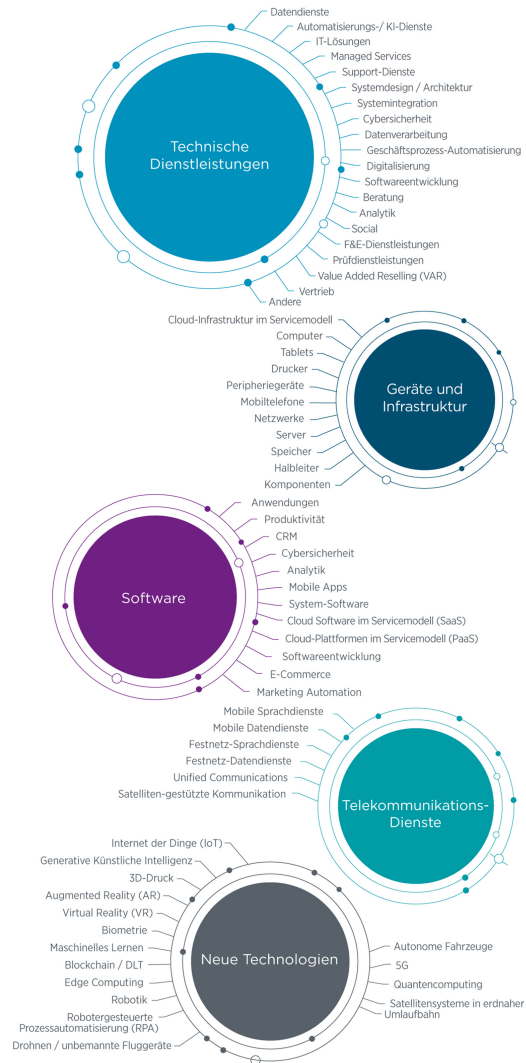 Datendienste
Automatisierungs-/ KI-Dienste
IT-Lösungen
Managed Services
Support-Dienste
Systemdesign / Architektur
Systemintegration
Cybersicherheit
Datenverarbeitung
Geschäftsprozess-Automatisierung
Digitalisierung
Softwareentwicklung
Beratung
Analytik
Social
F&E-Dienstleistungen
Prüfdienstleistungen
Value Added Reselling (VAR)
Vertrieb
Andere
Technische
Dienstleistungen
Cloud-Infrastruktur im Servicemodell
Computer
Tablets
Drucker
Peripheriegeräte
Mobiltelefone
Netzwerke
Server
Speicher
Halbleiter
Komponenten
Geräte und
Infrastruktur
Anwendungen
Produktivität
CRM
Cybersicherheit
Analytik
Mobile Apps
System-Software
Cloud Software im Servicemodell (SaaS)
Cloud-Plattformen im Servicemodell (PaaS)
Softwareentwicklung
E-Commerce
Marketing Automation
Software
Mobile Sprachdienste
Mobile Datendienste
Festnetz-Sprachdienste
Festnetz-Datendienste
Unified Communications
Satelliten-gestützte Kommunikation
Telekommunikations-
Dienste
Internet der Dinge (IoT)
Generative Künstliche Intelligenz
3D-Druck
Augmented Reality (AR)
Virtual Reality (VR)
Biometrie
Maschinelles Lernen
Blockchain / DLT
Edge Computing
Robotik
Robotergesteuerte
Prozessautomatisierung (RPA)
Drohnen / unbemannte Fluggeräte
Neue Technologien
Autonome Fahrzeuge
5G
Quantencomputing
Satellitensysteme in erdnaher
Umlaufbahn